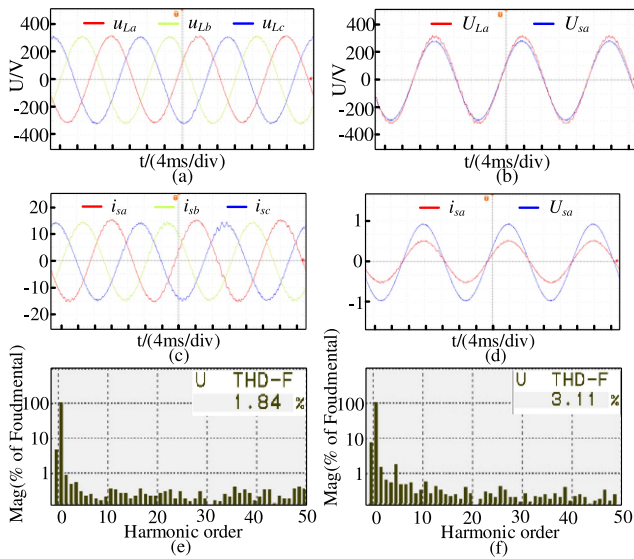 u_La u_Lb u_Lc
400
200
0
-200
-400
U/V
t/(4ms/div)
(a)
U_La U_sa
400
200
0
-200
-400
U/V
t/(4ms/div)
(b)
i_sa i_sb i_sc
20
10
0
-10
-20
t/(4ms/div)
(c)
i_sa U_sa
1
0
-1
t/(4ms/div)
(d)
U THD-F
1.84 %
100
10
1
Mag(% of Foudmental)
0 10 20 30 40 50
Harmonic order
(e)
U THD-F
3.11 %
100
10
1
Mag(% of Foudmental)
0 10 20 30 40 50
Harmonic order
(f)